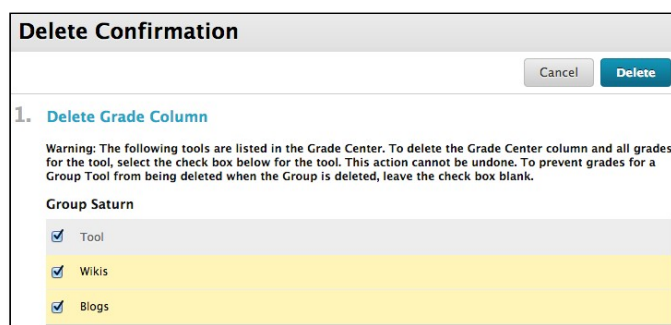 Delete Confirmation
Cancel Delete
1. Delete Grade Column
Warning: The following tools are listed in the Grade Center. To delete the Grade Center column and all grades
for the tool, select the check box below for the tool. This action cannot be undone. To prevent grades for a
Group Tool from being deleted when the Group is deleted, leave the check box blank.
Group Saturn
Tool
Wikis
Blogs